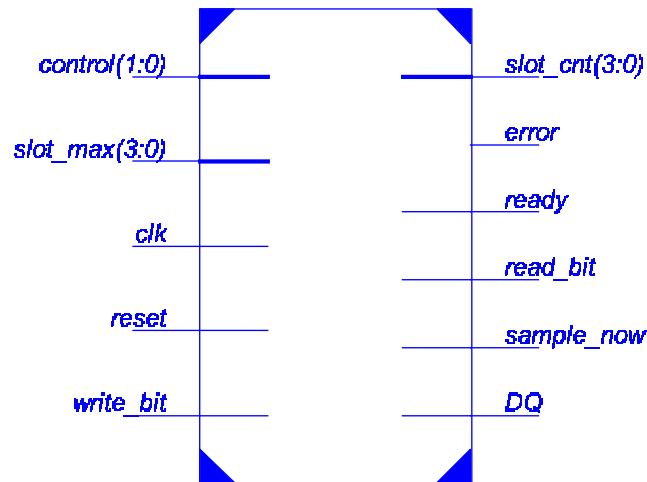 control(1:0)
slot_max(3:0)
clk
reset
write_bit
slot_cnt(3:0)
error
ready
read_bit
sample_now
DQ